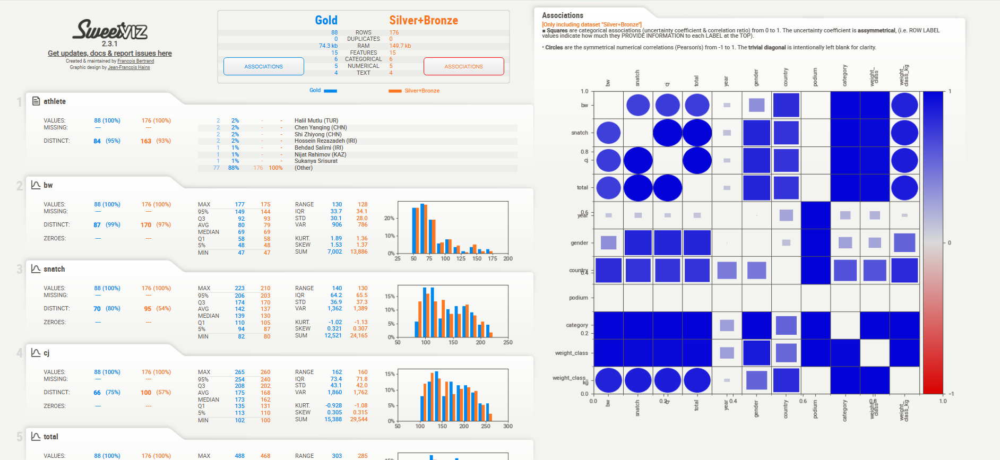 SweetVIZ
2.3.1
Get updates, docs & report issues here
Created & maintained by Francois Bertrand
Graphic design by Jean-Francois Hains
Gold Silver+Bronze
88 ROWS 176
0 DUPLICATES 0
74.3 kb RAM 149.7 kb
15 FEATURES 15
6 CATEGORICAL 6
5 NUMERICAL 5
4 TEXT 4
ASSOCIATIONS ASSOCIATIONS
Gold Silver+Bronze
1 athlete
VALUES: 88 (100%) 176 (100%)
MISSING: --- ---
DISTINCT: 84 (95%) 163 (93%)
2 2% - - Halil Mutlu (TUR)
2 2% - - Chen Yanqing (CHN)
2 2% - - Shi Zhiyong (CHN)
2 2% - - Hossein Rezazadeh (IRI)
1 1% - - Behdad Salimi (IRI)
1 1% - - Nijat Rahimov (KAZ)
1 1% - - Sukanya Srisurat
77 88% 176 100% (Other)
2 bw
VALUES: 88 (100%) 176 (100%)
MISSING: --- ---
DISTINCT: 87 (99%) 170 (97%)
ZEROES: --- ---
MAX 177 175
95% 149 144
Q3 92 93
AVG 80 79
MEDIAN 69 69
Q1 58 58
5% 48 48
MIN 47 47
RANGE 130 128
IQR 33.7 34.1
STD 30.1 28.0
VAR 906 786
KURT. 1.89 1.36
SKEW 1.53 1.37
SUM 7,002 13,886
20%
10%
0%
25 50 75 100 125 150 175 200
3 snatch
VALUES: 88 (100%) 176 (100%)
MISSING: --- ---
DISTINCT: 70 (80%) 95 (54%)
ZEROES: --- ---
MAX 223 210
95% 206 203
Q3 174 170
AVG 142 137
MEDIAN 139 130
Q1 110 105
5% 94 87
MIN 82 80
RANGE 140 130
IQR 64.2 65.5
STD 36.9 37.3
VAR 1,362 1,389
KURT. -1.02 -1.13
SKEW 0.321 0.307
SUM 12,521 24,165
15%
10%
5%
0%
50 100 150 200 250
4 cj
VALUES: 88 (100%) 176 (100%)
MISSING: --- ---
DISTINCT: 66 (75%) 100 (57%)
ZEROES: --- ---
MAX 265 260
95% 254 240
Q3 208 202
AVG 175 168
MEDIAN 173 162
Q1 135 131
5% 113 110
MIN 102 100
RANGE 162 160
IQR 73.4 71.8
STD 43.1 42.0
VAR 1,860 1,762
KURT. -0.928 -1.08
SKEW 0.305 0.315
SUM 15,388 29,544
15%
10%
5%
0%
50 100 150 200 250 300
5 total
VALUES: 88 (100%) 176 (100%)
MAX 488 468
RANGE 303 285
15%
Associations
[Only including dataset "Silver+Bronze"]
■ Squares are categorical associations (uncertainty coefficient & correlation ratio) from 0 to 1. The uncertainty coefficient is assymmetrical, (i.e. ROW LABEL
values indicate how much they PROVIDE INFORMATION to each LABEL at the TOP).
• Circles are the symmetrical numerical correlations (Pearson's) from -1 to 1. The trivial diagonal is intentionally left blank for clarity.
bw snatch cj total year gender country podium category weight_class weight_class_kg
1.0
bw
snatch
0.8
cj
total
0.6
year
gender
country
0.4
podium
category
0.2
weight_class
weight_class_kg
0.0
0.0 0.2 0.4 0.6 0.8 1.0
bw snatch cj total year gender country podium category weight_class weight_class_kg
1
0
-1